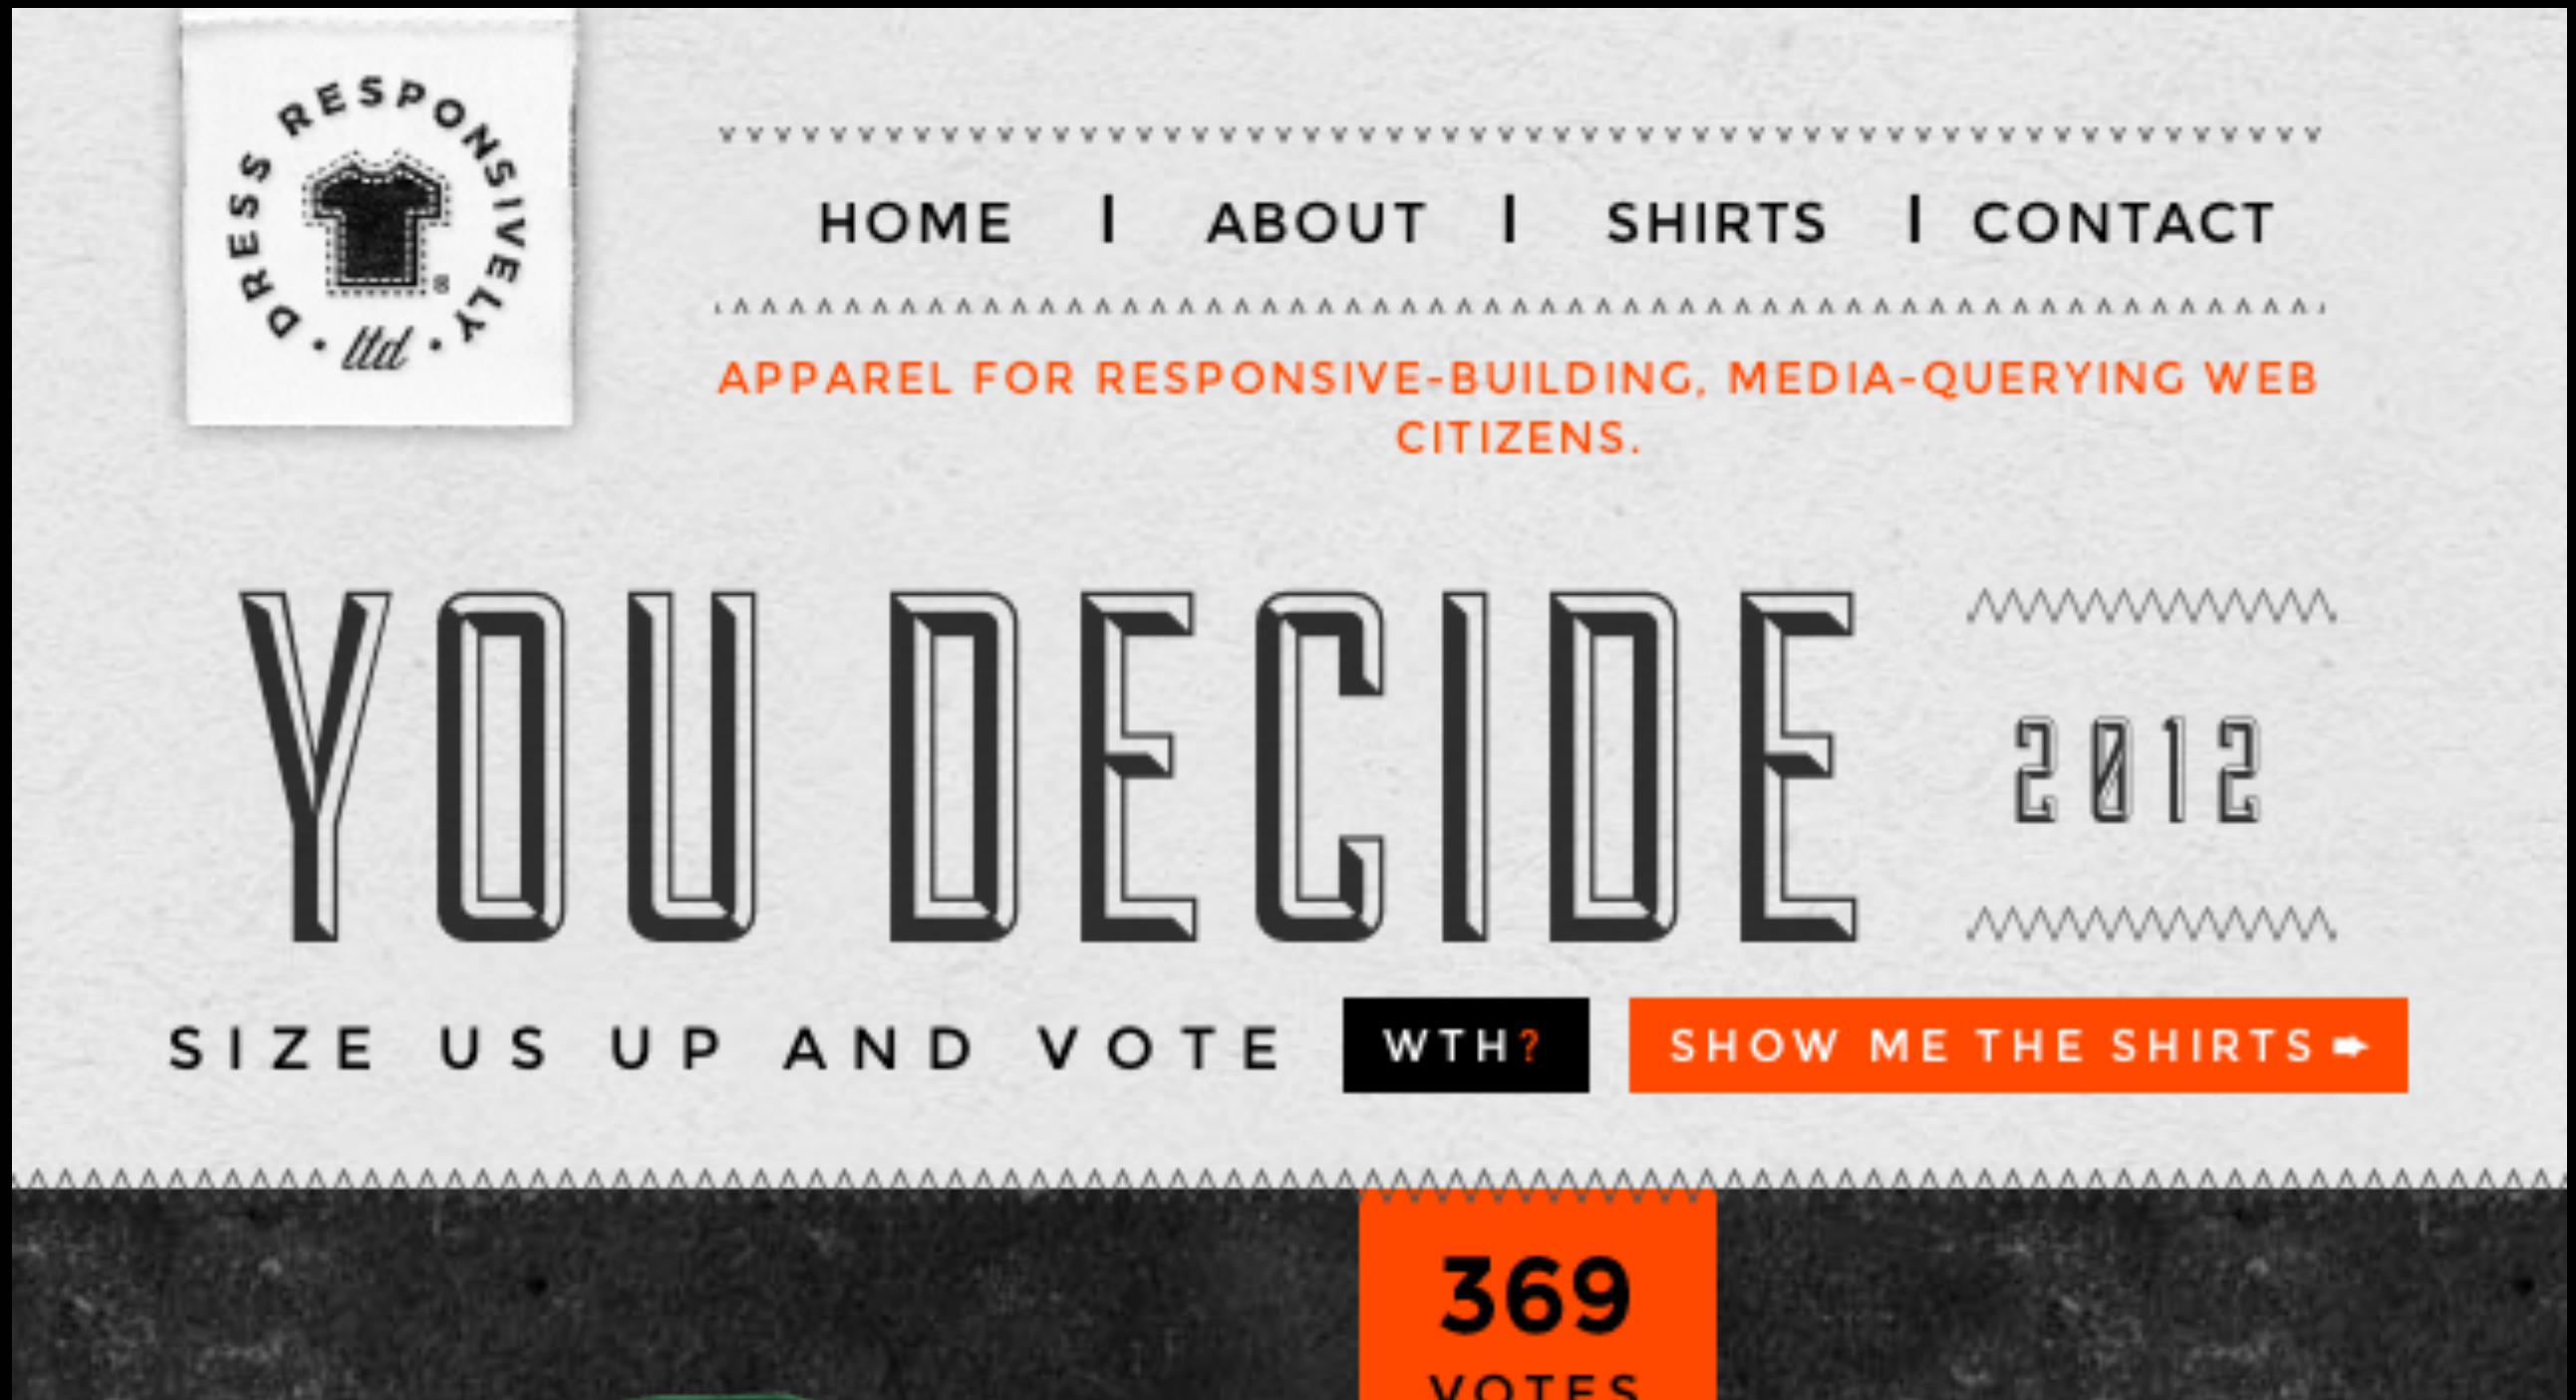 DRESS RESPONSIVELY
• ltd •
®
HOME | ABOUT | SHIRTS | CONTACT
APPAREL FOR RESPONSIVE-BUILDING, MEDIA-QUERYING WEB
CITIZENS.
YOU DECIDE
2012
SIZE US UP AND VOTE
WTH?
SHOW ME THE SHIRTS
369
VOTES